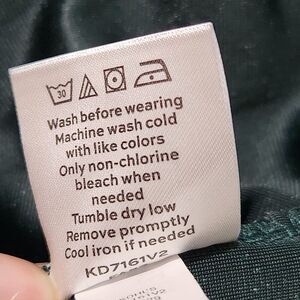 30
Wash before wearing
Machine wash cold
with like colors
Only non-chlorine
bleach when
needed
Tumble dry low
Remove promptly
Cool iron if needed
KD7161V2